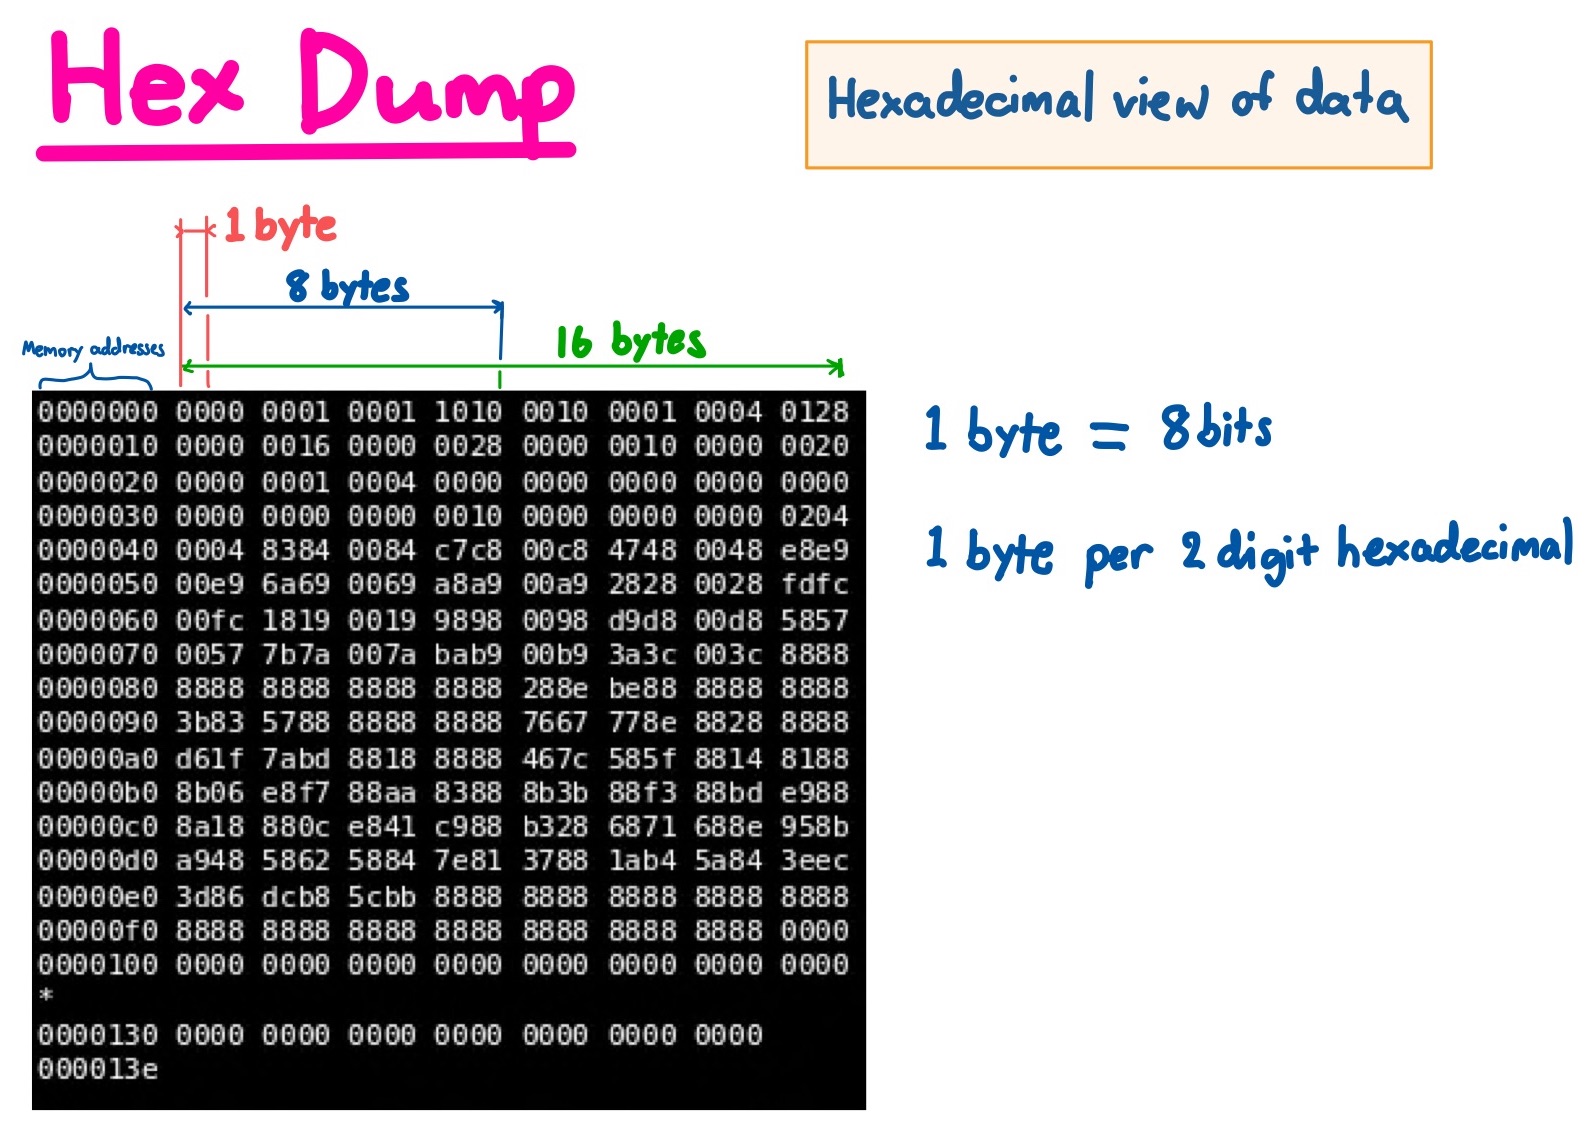 Hex Dump
Hexadecimal view of data
1 byte
8 bytes
16 bytes
Memory addresses
0000000 0000 0001 0001 1010 0010 0001 0004 0128
0000010 0000 0016 0000 0028 0000 0010 0000 0020
0000020 0000 0001 0004 0000 0000 0000 0000 0000
0000030 0000 0000 0000 0010 0000 0000 0000 0204
0000040 0004 8384 0084 c7c8 00c8 4748 0048 e8e9
0000050 00e9 6a69 0069 a8a9 00a9 2828 0028 fdfc
0000060 00fc 1819 0019 9898 0098 d9d8 00d8 5857
0000070 0057 7b7a 007a bab9 00b9 3a3c 003c 8888
0000080 8888 8888 8888 8888 288e be88 8888 8888
0000090 3b83 5788 8888 8888 7667 778e 8828 8888
00000a0 d61f 7abd 8818 8888 467c 585f 8814 8188
00000b0 8b06 e8f7 88aa 8388 8b3b 88f3 88bd e988
00000c0 8a18 880c e841 c988 b328 6871 688e 958b
00000d0 a948 5862 5884 7e81 3788 1ab4 5a84 3eec
00000e0 3d86 dcb8 5cbb 8888 8888 8888 8888 8888
00000f0 8888 8888 8888 8888 8888 8888 8888 0000
0000100 0000 0000 0000 0000 0000 0000 0000 0000
*
0000130 0000 0000 0000 0000 0000 0000 0000
000013e
1 byte = 8 bits
1 byte per 2 digit hexadecimal